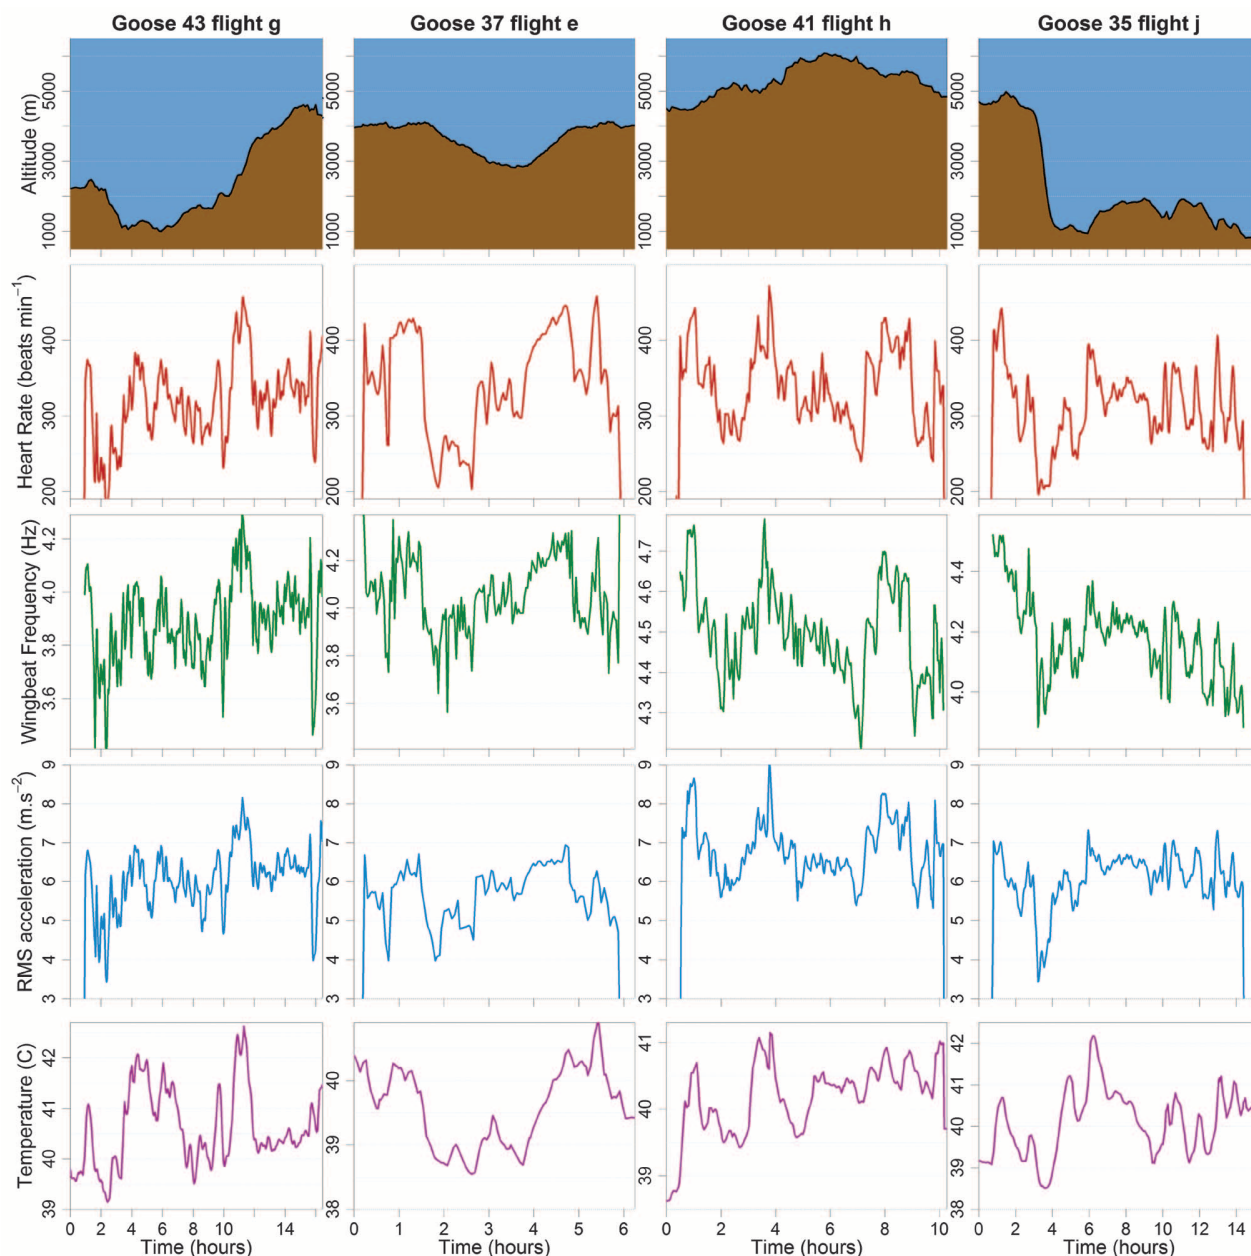 Goose 43 flight g Goose 37 flight e Goose 41 flight h Goose 35 flight j
Altitude (m)
1000 3000 5000
1000 3000 5000
1000 3000 5000
1000 3000 5000
Heart Rate (beats min⁻¹)
200 300 400
200 300 400
200 300 400
200 300 400
Wingbeat Frequency (Hz)
3.6 3.8 4.0 4.2
3.6 3.8 4.0 4.2
4.3 4.4 4.5 4.6 4.7
4.0 4.2 4.4
RMS acceleration (m.s⁻²)
3 4 5 6 7 8 9
3 4 5 6 7 8 9
3 4 5 6 7 8 9
3 4 5 6 7 8 9
Temperature (C)
39 40 41 42
38 39 40
39 40 41
38 39 40 41 42
0 2 4 6 8 10 12 14 0 1 2 3 4 5 6 0 2 4 6 8 10 0 2 4 6 8 10 12 14
Time (hours) Time (hours) Time (hours) Time (hours)